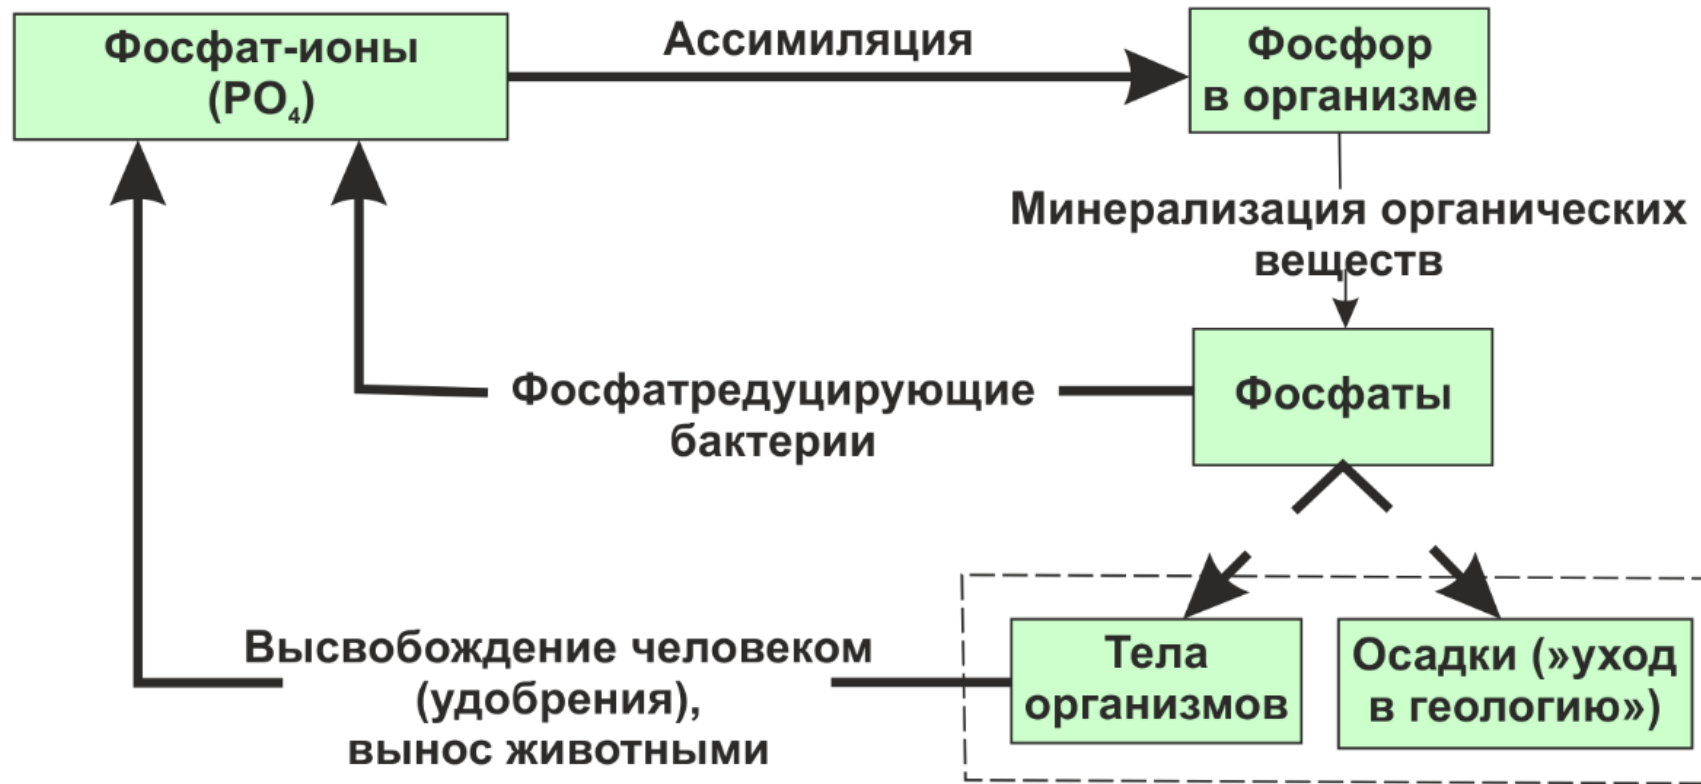 Фосфат-ионы
(PO₄)
Ассимиляция
Фосфор
в организме
Минерализация органических
веществ
Фосфатредуцирующие
бактерии
Фосфаты
Высвобождение человеком
(удобрения),
вынос животными
Тела
организмов
Осадки (»уход
в геологию»)